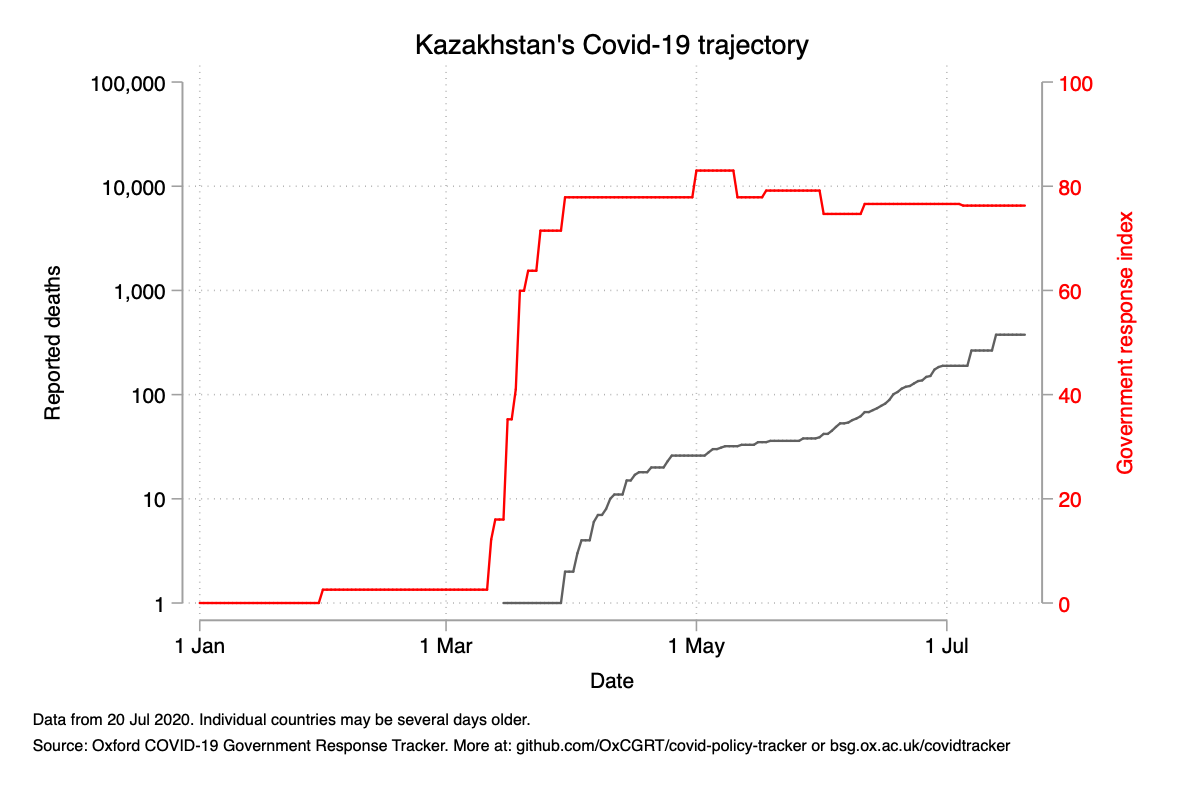 Kazakhstan's Covid-19 trajectory
100,000
10,000
1,000
100
10
1
Reported deaths
100
80
60
40
20
0
Government response index
1 Jan
1 Mar
1 May
1 Jul
Date
Data from 20 Jul 2020. Individual countries may be several days older.
Source: Oxford COVID-19 Government Response Tracker. More at: github.com/OxCGRT/covid-policy-tracker or bsg.ox.ac.uk/covidtracker